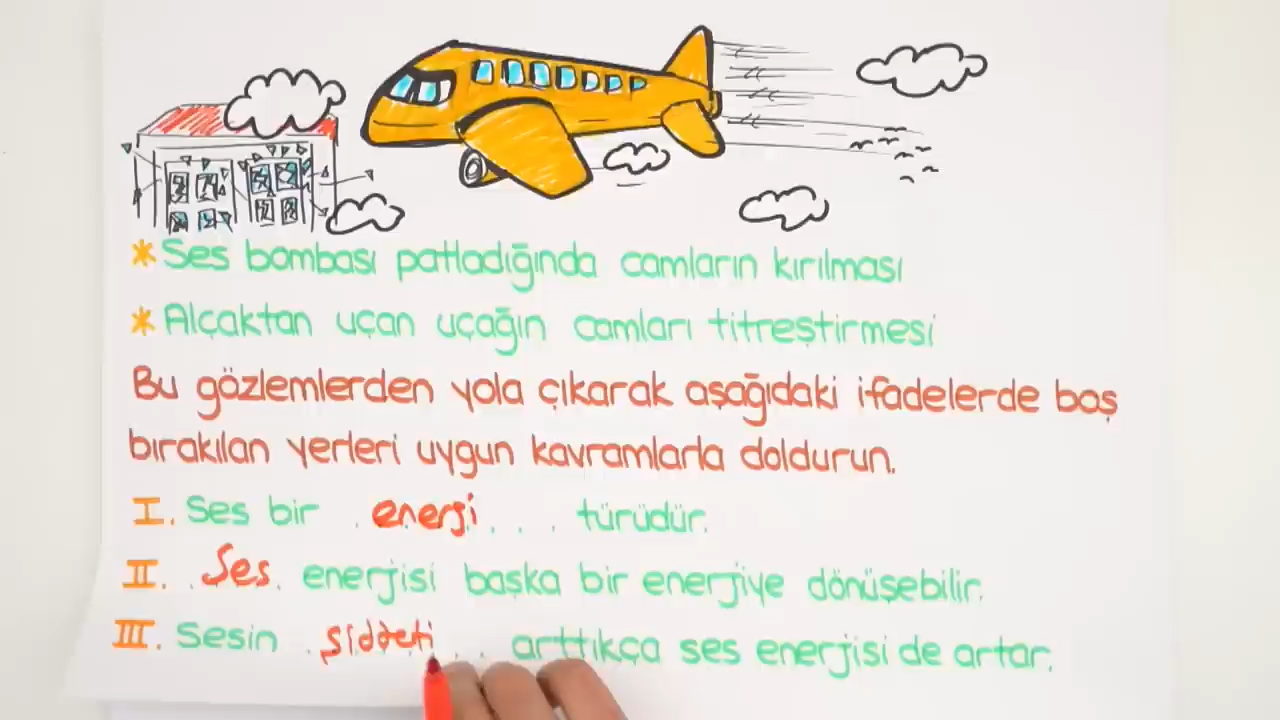 * Ses bombası patladığında camların kırılması
* Alçaktan uçan uçağın camları titreştirmesi
Bu gözlemlerden yola çıkarak aşağıdaki ifadelerde boş
bırakılan yerleri uygun kavramlarla doldurun.
I. Ses bir . energi. . . . türüdür.
II. . Ses. enerjisi başka bir enerjiye dönüşebilir.
III. Sesin . şiddeti . . arttıkça ses enerjisi de artar.